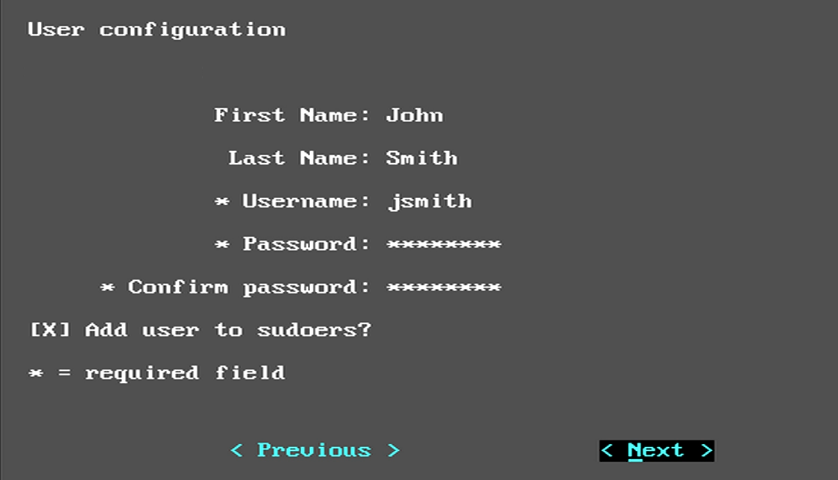 User configuration
First Name: John
Last Name: Smith
* Username: jsmith
* Password: ********
* Confirm password: ********
[X] Add user to sudoers?
* = required field
< Previous > < Next >